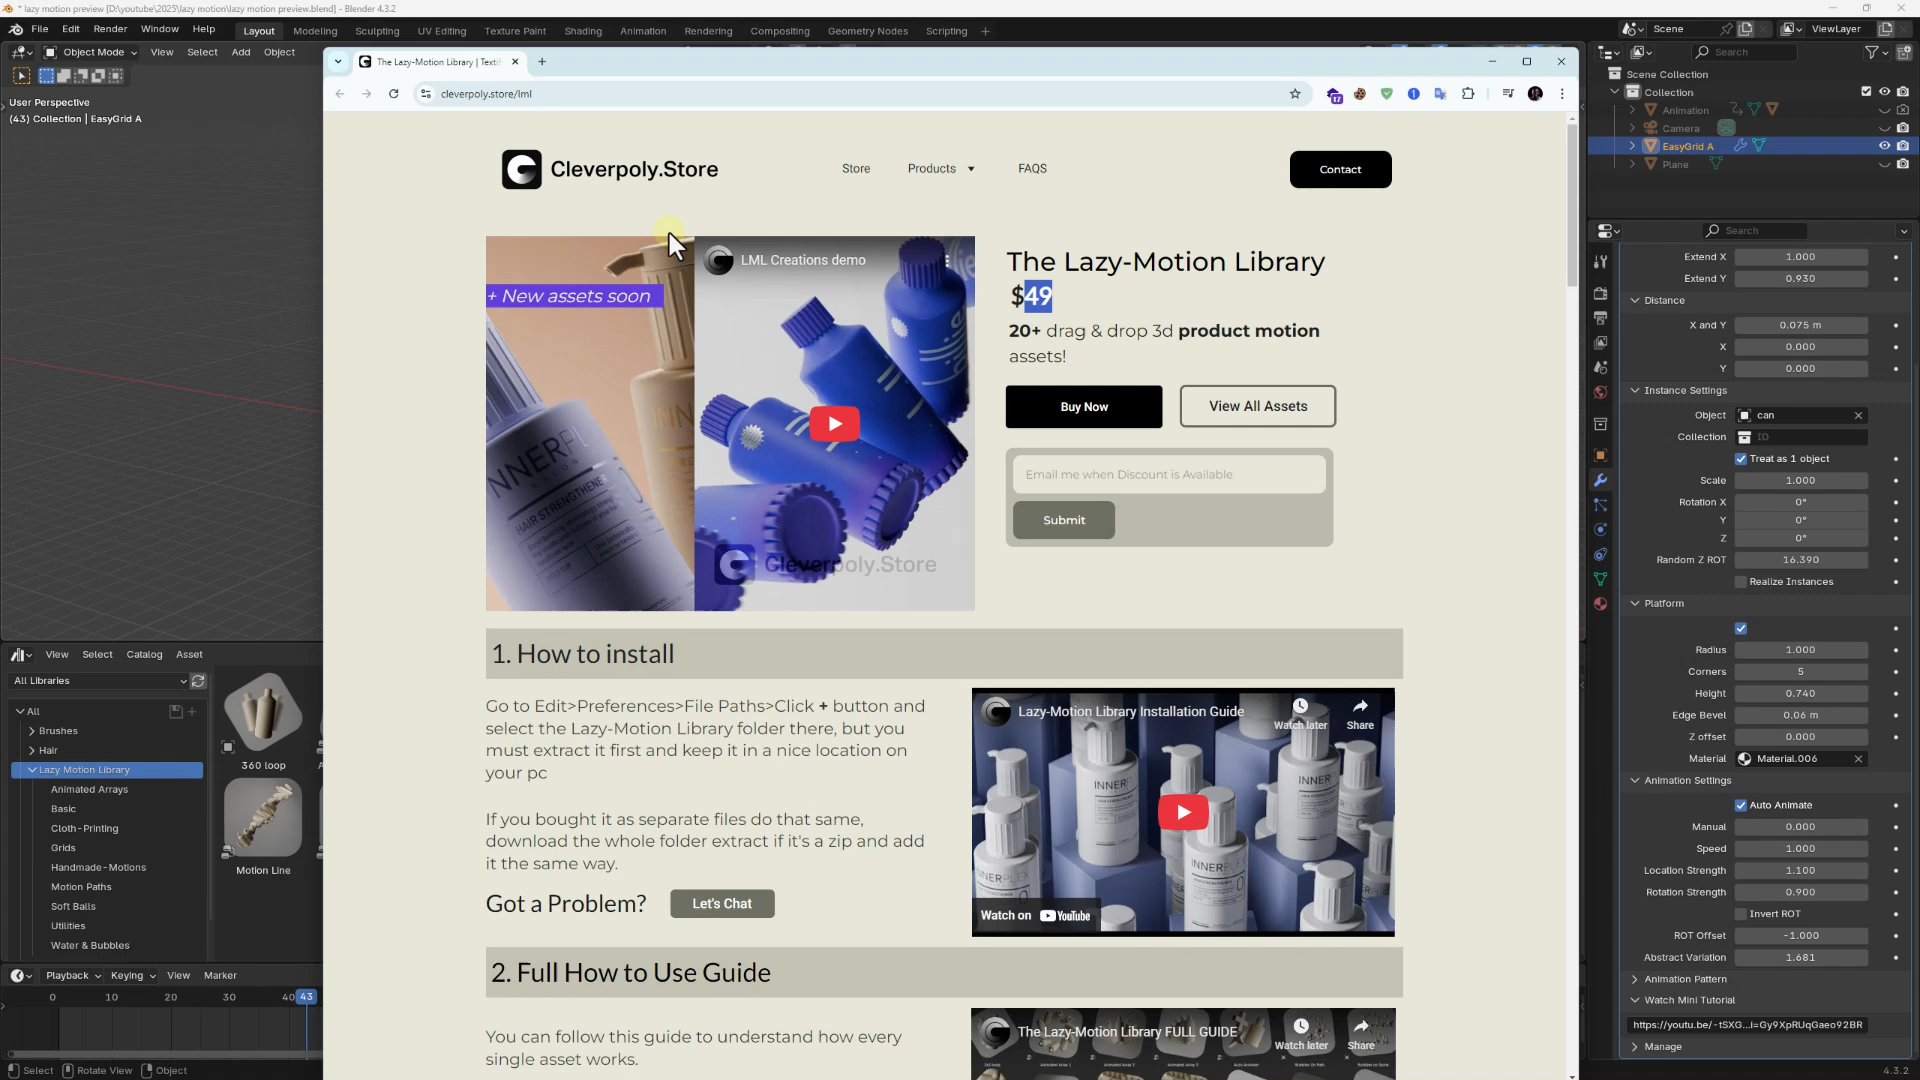 * lazy motion preview [D:\youtube\2025\lazy motion\lazy motion preview.blend] - Blender 4.3.2
File Edit Render Window Help
Layout Modeling Sculpting UV Editing Texture Paint Shading Animation Rendering Compositing Geometry Nodes Scripting +
Scene
ViewLayer
Object Mode View Select Add Object
User Perspective
(43) Collection | EasyGrid A
The Lazy-Motion Library | Texti
cleverpoly.store/lml
17
Cleverpoly.Store
Store
Products
FAQS
Contact
LML Creations demo
+ New assets soon
INNERPLEX
HAIR STRENGTHENER
Cleverpoly.Store
The Lazy-Motion Library
$49
20+ drag & drop 3d product motion
assets!
Buy Now
View All Assets
Email me when Discount is Available
Submit
1. How to install
Go to Edit>Preferences>File Paths>Click + button and
select the Lazy-Motion Library folder there, but you
must extract it first and keep it in a nice location on
your pc
If you bought it as separate files do that same,
download the whole folder extract if it's a zip and add
it the same way.
Got a Problem?
Let's Chat
Lazy-Motion Library Installation Guide
Watch later
Share
INNERPLEX
INNERPLEX
INNERPLEX
Watch on YouTube
2. Full How to Use Guide
You can follow this guide to understand how every
single asset works.
The Lazy-Motion Library FULL GUIDE
Watch later
Share
View Select Catalog Asset
All Libraries
All
Brushes
Hair
Lazy Motion Library
Animated Arrays
Basic
Cloth-Printing
Grids
Handmade-Motions
Motion Paths
Soft Balls
Utilities
Water & Bubbles
360 loop
Motion Line
Playback Keying View Marker
0 10 20 30 40 43
Select Rotate View Object
Search
Scene Collection
Collection
Animation
Camera
EasyGrid A
Plane
Search
Extend X 1.000
Extend Y 0.930
Distance
X and Y 0.075 m
X 0.000
Y 0.000
Instance Settings
Object can
Collection ID
Treat as 1 object
Scale 1.000
Rotation X 0°
Y 0°
Z 0°
Random Z ROT 16.390
Realize Instances
Platform
Radius 1.000
Corners 5
Height 0.740
Edge Bevel 0.06 m
Z offset 0.000
Material Material.006
Animation Settings
Auto Animate
Manual 0.000
Speed 1.000
Location Strength 1.100
Rotation Strength 0.900
Invert ROT
ROT Offset -1.000
Abstract Variation 1.681
Animation Pattern
Watch Mini Tutorial
https://youtu.be/-tSXG...i=Gy9XpRUqGaeo92BR
Manage
4.3.2